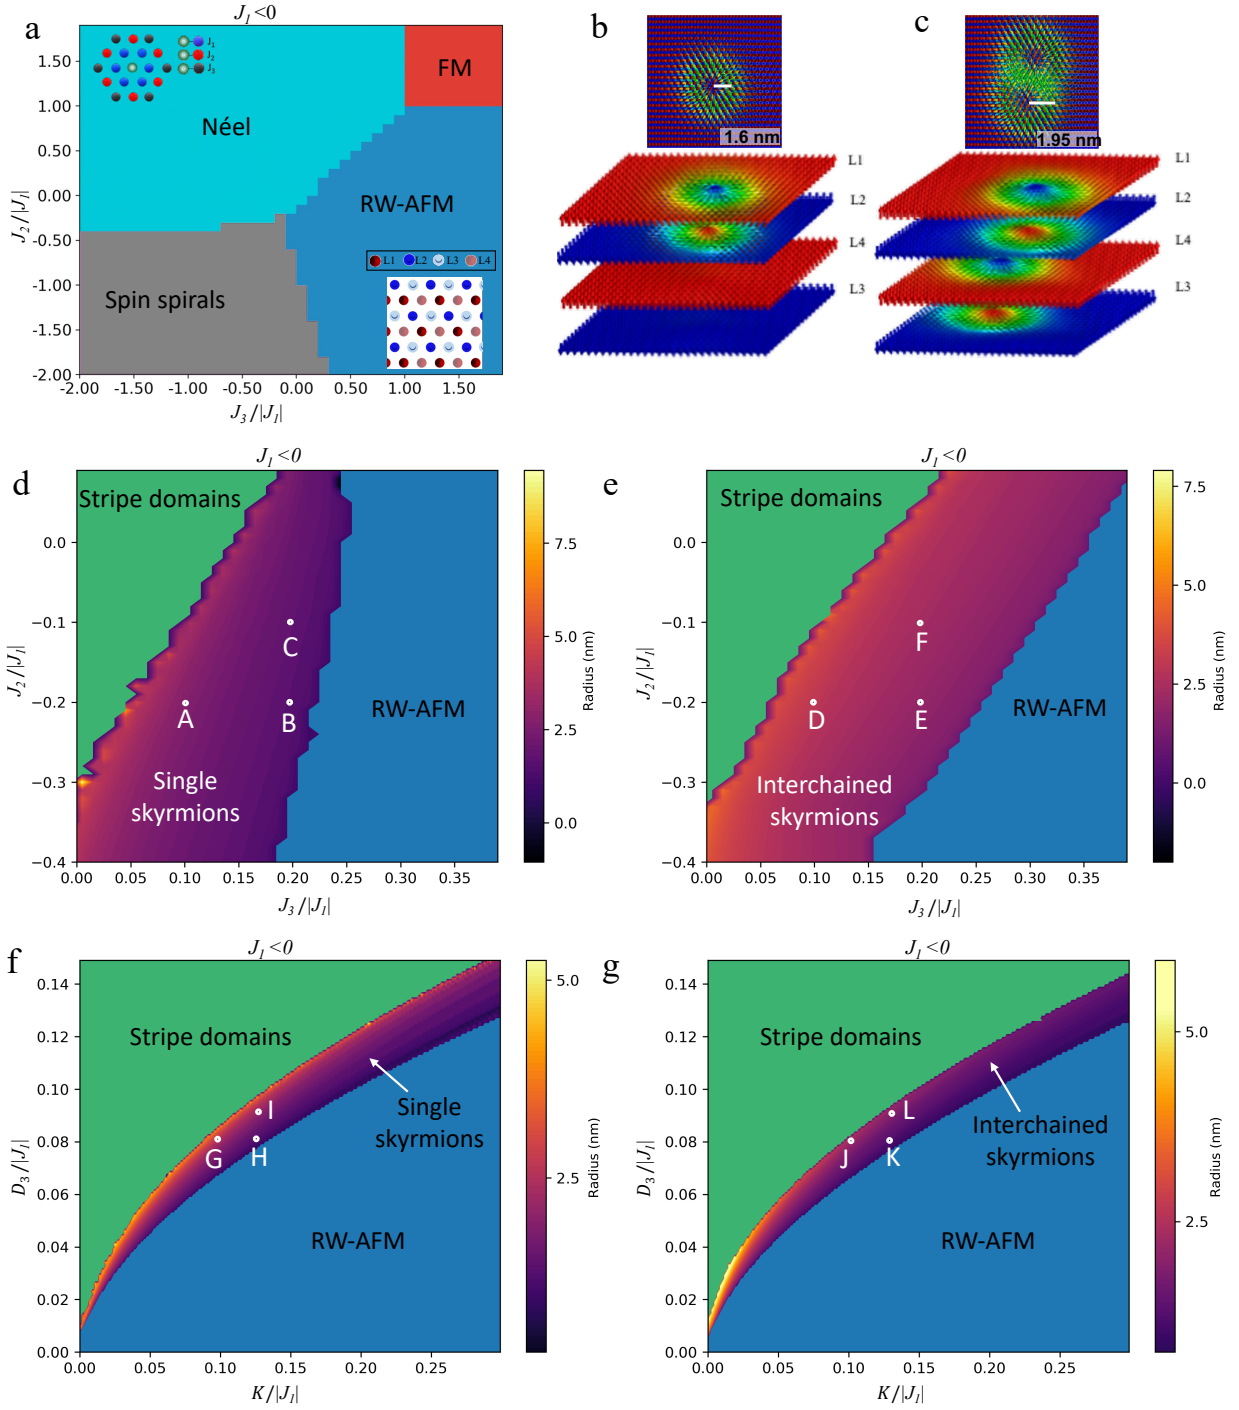 a
J₁<0
J₁
J₂
J₃
FM
Néel
RW-AFM
L1 L2 L3 L4
Spin spirals
1.50
1.00
0.50
0.00
-0.50
-1.00
-1.50
-2.00
J₂/|J₁|
-2.00 -1.50 -1.00 -0.50 0.00 0.50 1.00 1.50
J₃/|J₁|
b
1.6 nm
L1
L2
L4
L3
c
1.95 nm
L1
L2
L4
L3
d
J₁<0
Stripe domains
C
A
B
RW-AFM
Single
skyrmions
0.0
−0.1
−0.2
−0.3
−0.4
J₂/|J₁|
0.00 0.05 0.10 0.15 0.20 0.25 0.30 0.35
J₃/|J₁|
7.5
5.0
2.5
0.0
Radius (nm)
e
J₁<0
Stripe domains
F
D
E
RW-AFM
Interchained
skyrmions
0.0
−0.1
−0.2
−0.3
−0.4
J₂/|J₁|
0.00 0.05 0.10 0.15 0.20 0.25 0.30 0.35
J₃/|J₁|
7.5
5.0
2.5
0.0
Radius (nm)
f
J₁<0
Stripe domains
I
Single
skyrmions
G
H
RW-AFM
0.14
0.12
0.10
0.08
0.06
0.04
0.02
0.00
D₃/|J₁|
0.00 0.05 0.10 0.15 0.20 0.25
K/|J₁|
5.0
2.5
Radius (nm)
g
J₁<0
Stripe domains
L
Interchained
skyrmions
J
K
RW-AFM
0.14
0.12
0.10
0.08
0.06
0.04
0.02
0.00
D₃/|J₁|
0.00 0.05 0.10 0.15 0.20 0.25
K/|J₁|
5.0
2.5
Radius (nm)